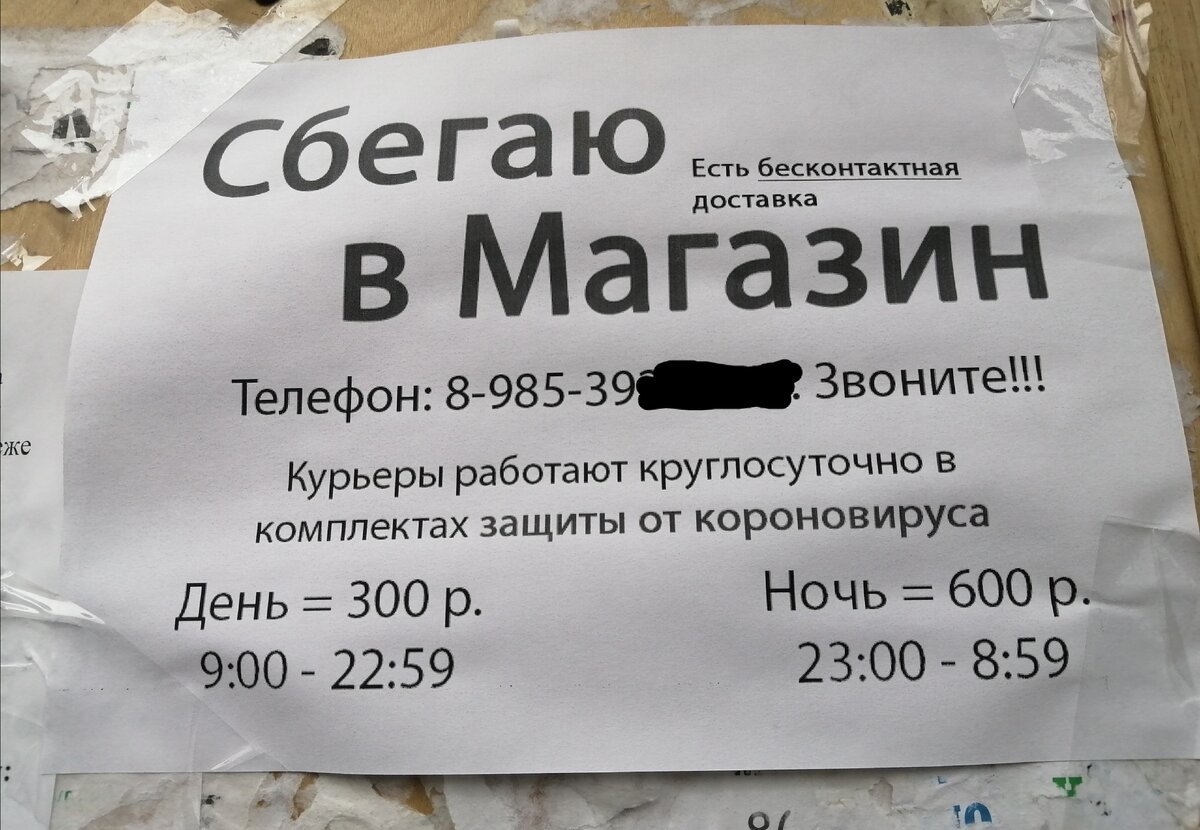 Сбегаю
Есть бесконтактная
доставка
в Магазин
Телефон: 8-985-39 . Звоните!!!
Курьеры работают круглосуточно в
комплектах защиты от короновируса
День = 300 р.
Ночь = 600 р.
9:00 - 22:59
23:00 - 8:59
же